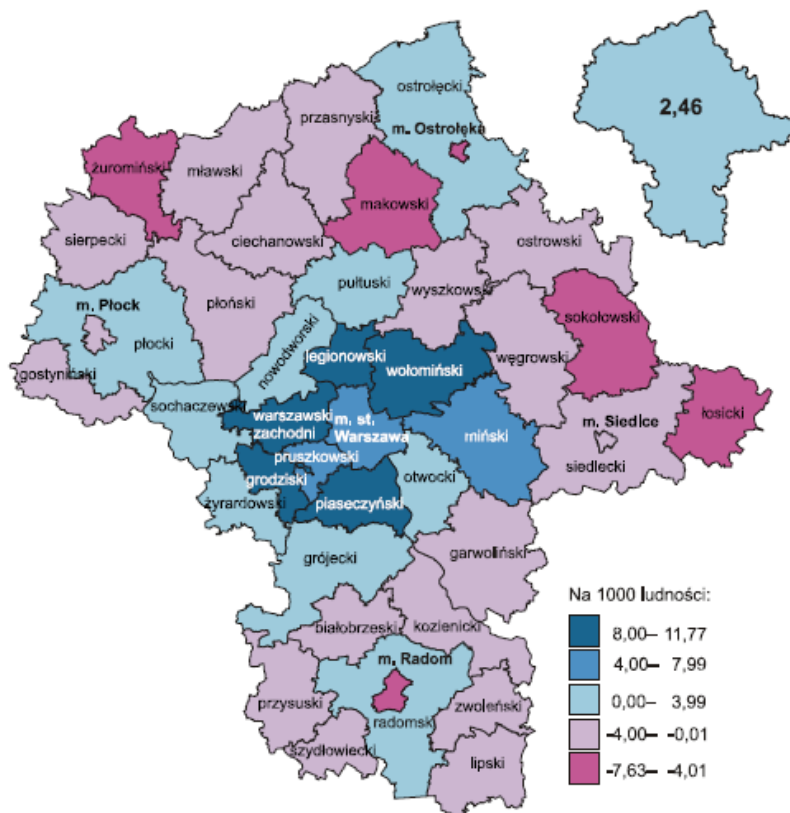 ostrołęcki
2,46
przasnyski
m. Ostrołęka
żuromiński
mławski
makowski
sierpecki
ciechanowski
ostrowski
pułtuski
wyszkowski
m. Płock
płoński
sokołowski
płocki
nowodworski
legionowski
wołomiński
węgrowski
gostyniński
sochaczewski
warszawski
zachodni
m. st.
Warszawa
miński
m. Siedlce
łosicki
pruszkowski
siedlecki
grodziski
otwocki
żyrardowski
piaseczyński
grójecki
garwoliński
Na 1000 ludności:
białobrzeski
kozienicki
8,00– 11,77
m. Radom
4,00– 7,99
przysuski
zwoleński
0,00– 3,99
radomsk
szydłowiecki
-4,00– -0,01
lipski
-7,63– -4,01